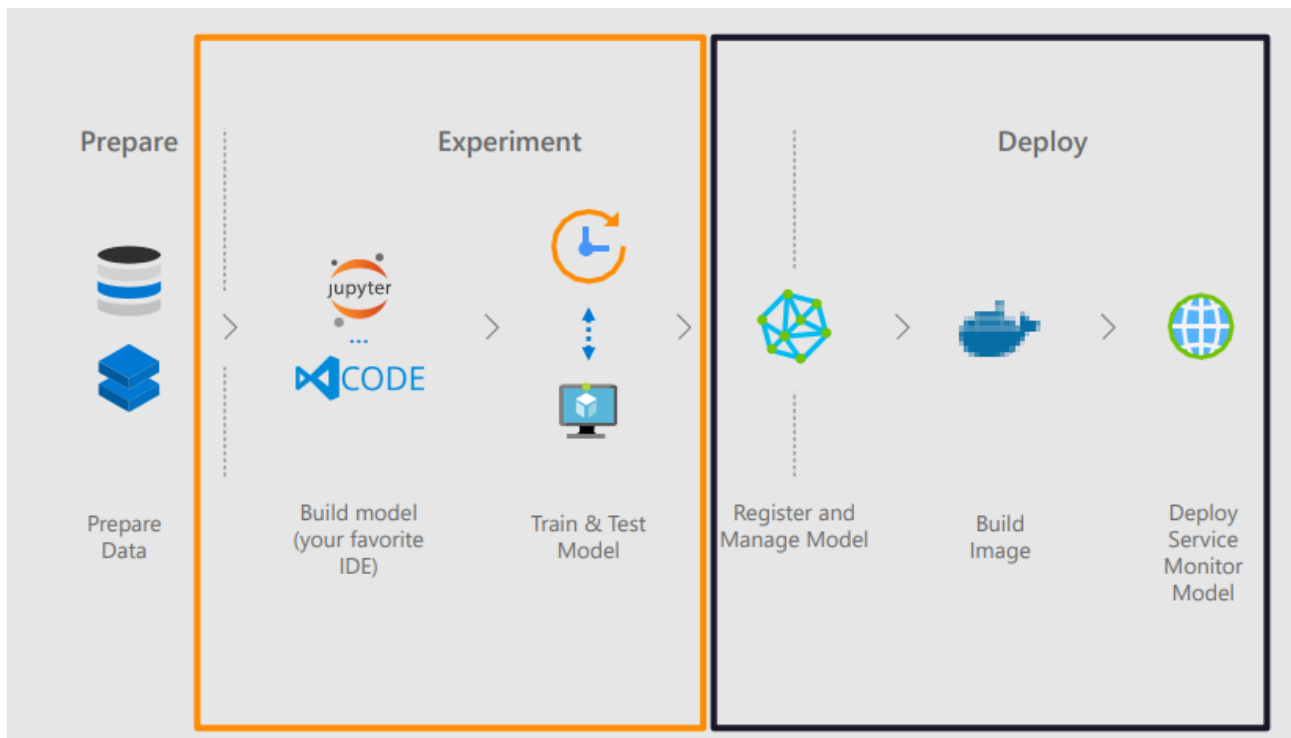 Prepare
Experiment
Deploy
jupyter
...
CODE
Prepare
Data
Build model
(your favorite
IDE)
Train & Test
Model
Register and
Manage Model
Build
Image
Deploy
Service
Monitor
Model